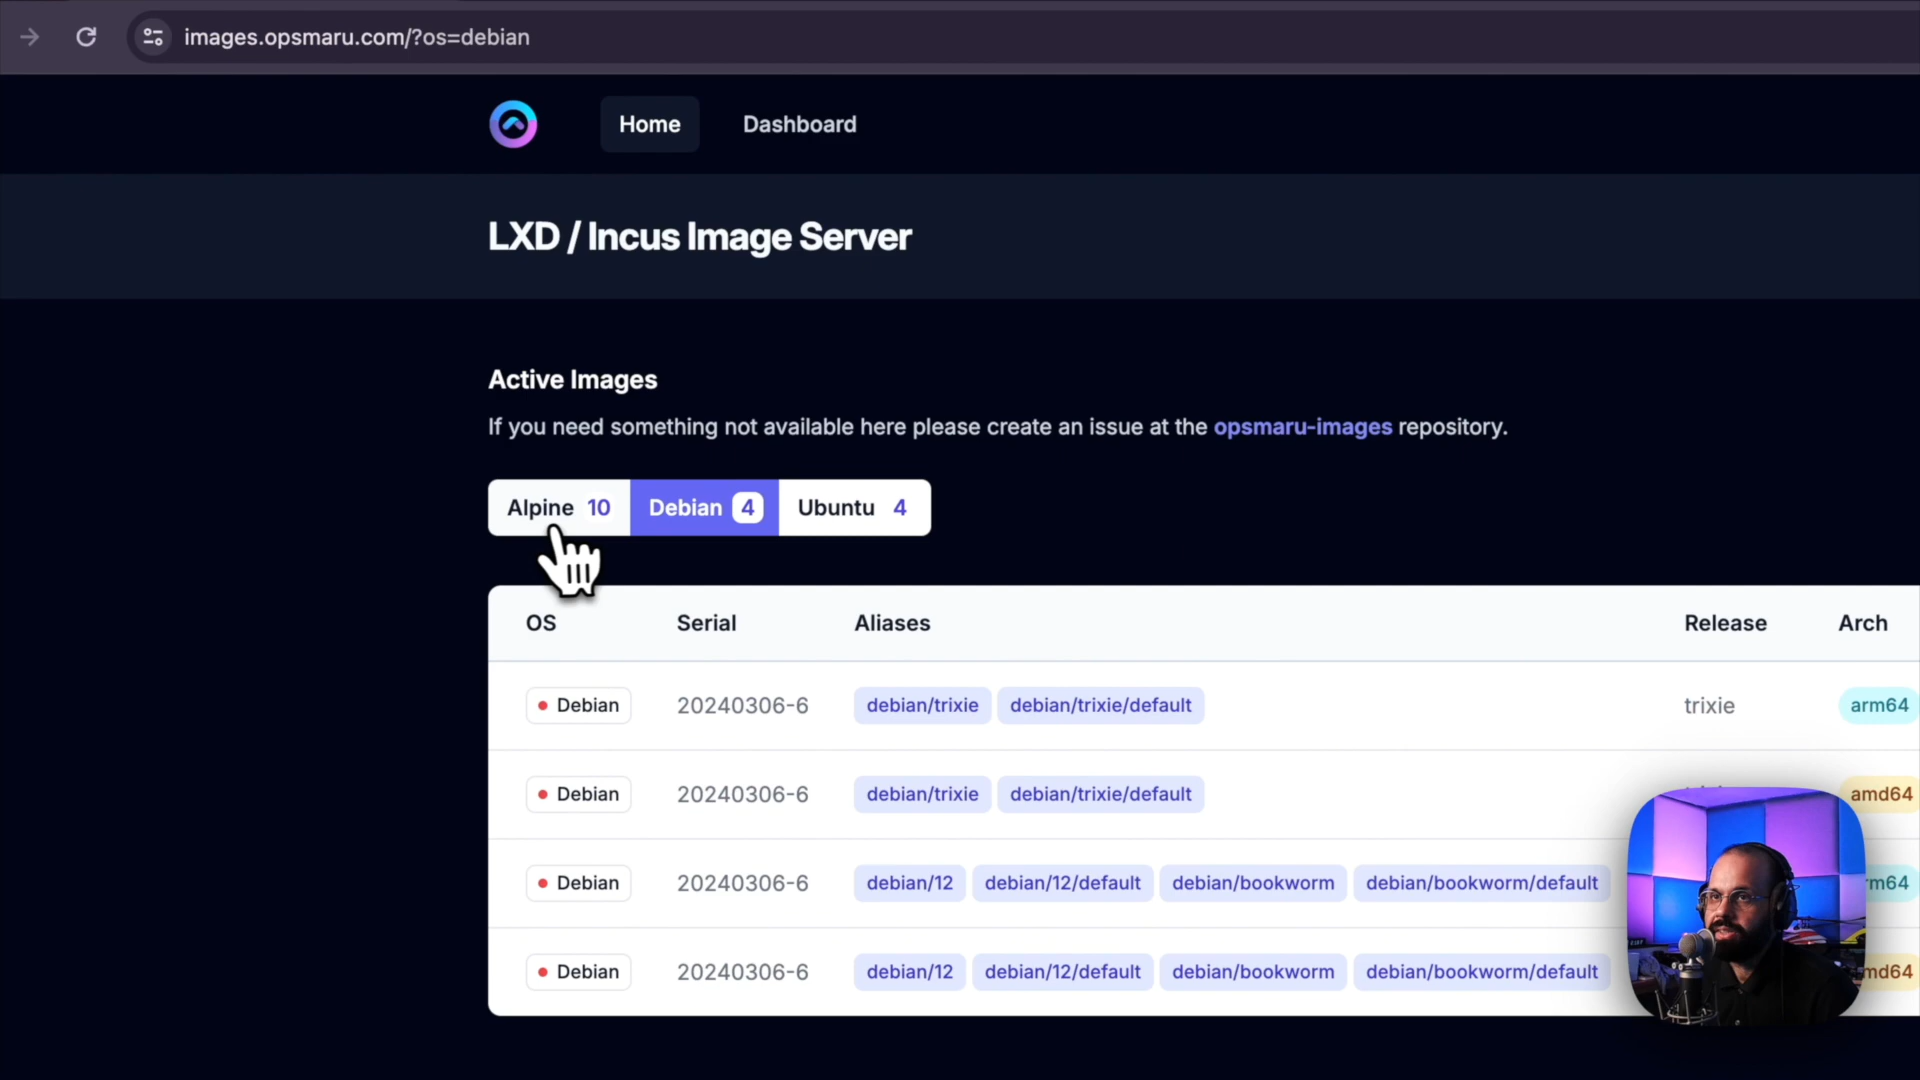 images.opsmaru.com/?os=debian
Home Dashboard
LXD / Incus Image Server
Active Images
If you need something not available here please create an issue at the opsmaru-images repository.
Alpine 10 Debian 4 Ubuntu 4
OS Serial Aliases Release Arch
Debian 20240306-6 debian/trixie debian/trixie/default trixie arm64
Debian 20240306-6 debian/trixie debian/trixie/default amd64
Debian 20240306-6 debian/12 debian/12/default debian/bookworm debian/bookworm/default m64
Debian 20240306-6 debian/12 debian/12/default debian/bookworm debian/bookworm/default md64